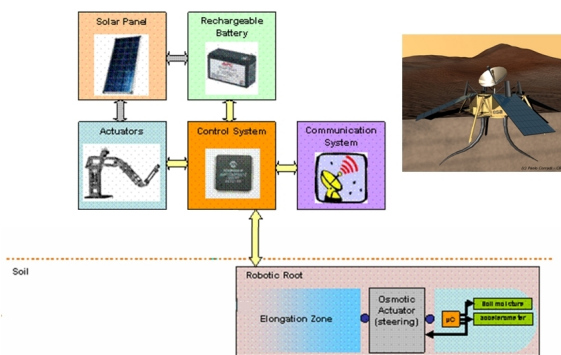 Solar Panel
Rechargeable
Battery
Actuators
Control System
Communication
System
Soil
Robotic Root
Elongation Zone
Osmotic
Actuator
(steering)
µC
Soil moisture
accelerometer